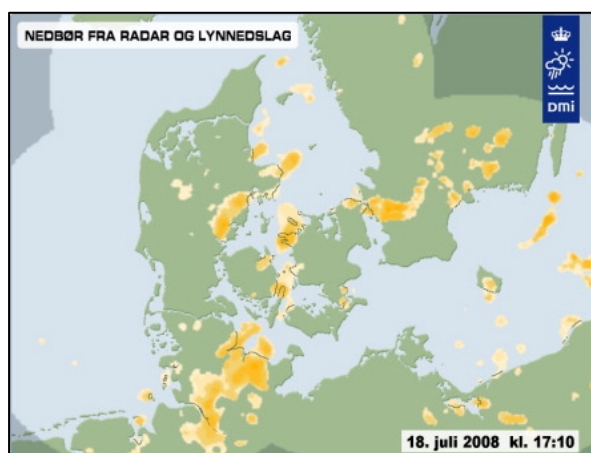 NEDBØR FRA RADAR OG LYNNEDSLAG
DMI
18. juli 2008 kl. 17:10